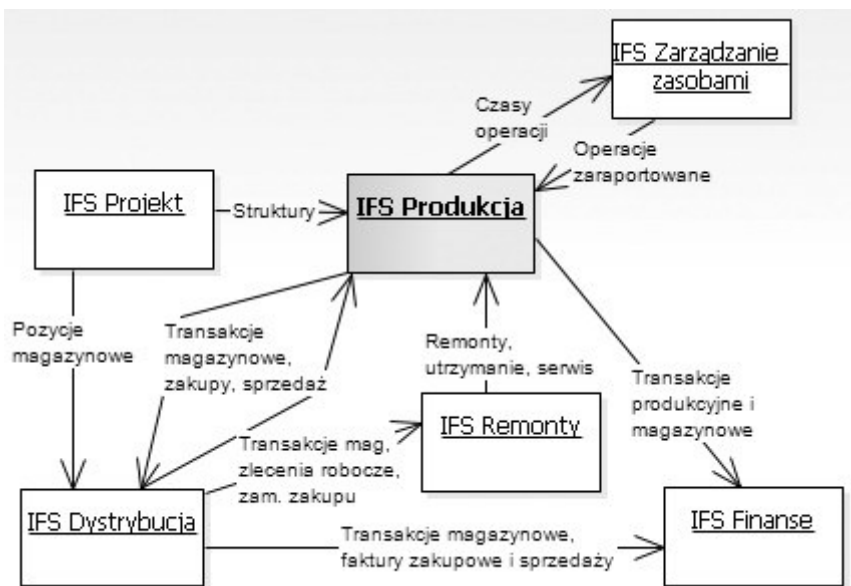 IFS Zarządzanie
zasobami
Czasy
operacji
Operacje
zaraportowane
IFS Projekt
Struktury
IFS Produkcja
Pozycje
magazynowe
Transakcje
magazynowe,
zakupy, sprzedaż
Remonty,
utrzymanie, serwis
Transakcje
produkcyjne i
magazynowe
IFS Remonty
Transakcje mag,
zlecenia robocze,
zam. zakupu
IFS Dystrybucja
Transakcje magazynowe,
faktury zakupowe i sprzedaży
IFS Finanse